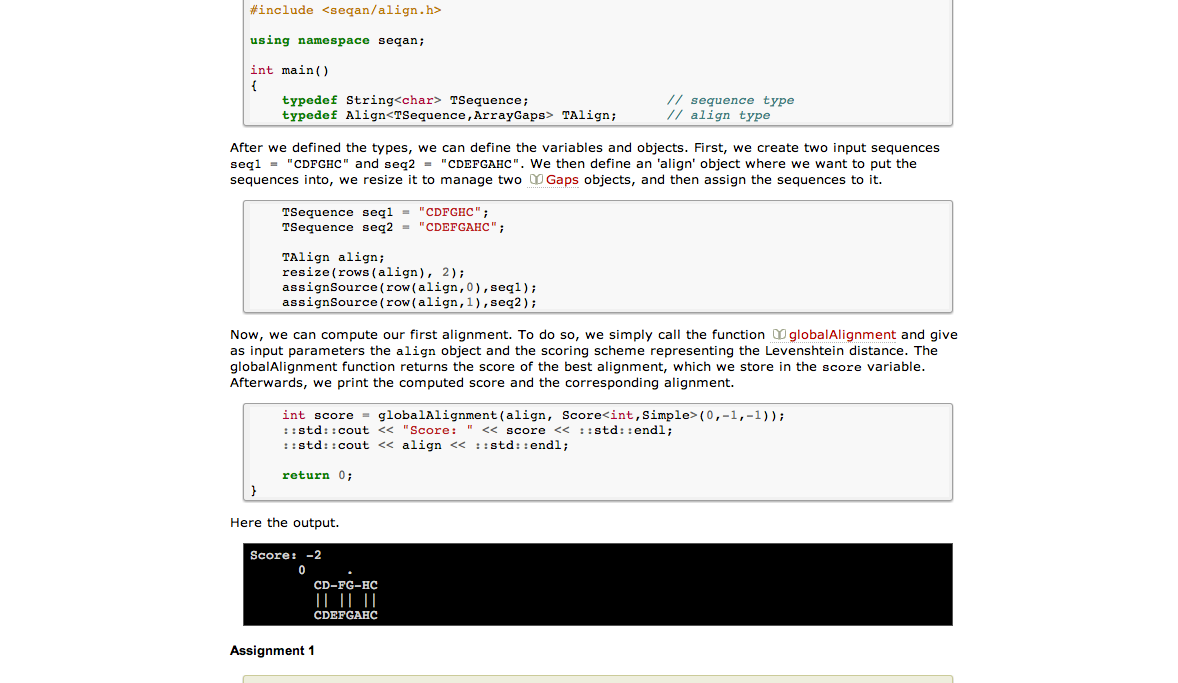 #include <seqan/align.h>
using namespace seqan;
int main()
{
typedef String<char> TSequence; // sequence type
typedef Align<TSequence,ArrayGaps> TAlign; // align type
After we defined the types, we can define the variables and objects. First, we create two input sequences
seq1 = "CDFGHC" and seq2 = "CDEFGAHC". We then define an 'align' object where we want to put the
sequences into, we resize it to manage two Gaps objects, and then assign the sequences to it.
TSequence seq1 = "CDFGHC";
TSequence seq2 = "CDEFGAHC";
TAlign align;
resize(rows(align), 2);
assignSource(row(align,0),seq1);
assignSource(row(align,1),seq2);
Now, we can compute our first alignment. To do so, we simply call the function globalAlignment and give
as input parameters the align object and the scoring scheme representing the Levenshtein distance. The
globalAlignment function returns the score of the best alignment, which we store in the score variable.
Afterwards, we print the computed score and the corresponding alignment.
int score = globalAlignment(align, Score<int,Simple>(0,-1,-1));
::std::cout << "Score: " << score << ::std::endl;
::std::cout << align << ::std::endl;
return 0;
}
Here the output.
Score: -2
0 .
CD-FG-HC
|| || ||
CDEFGAHC
Assignment 1